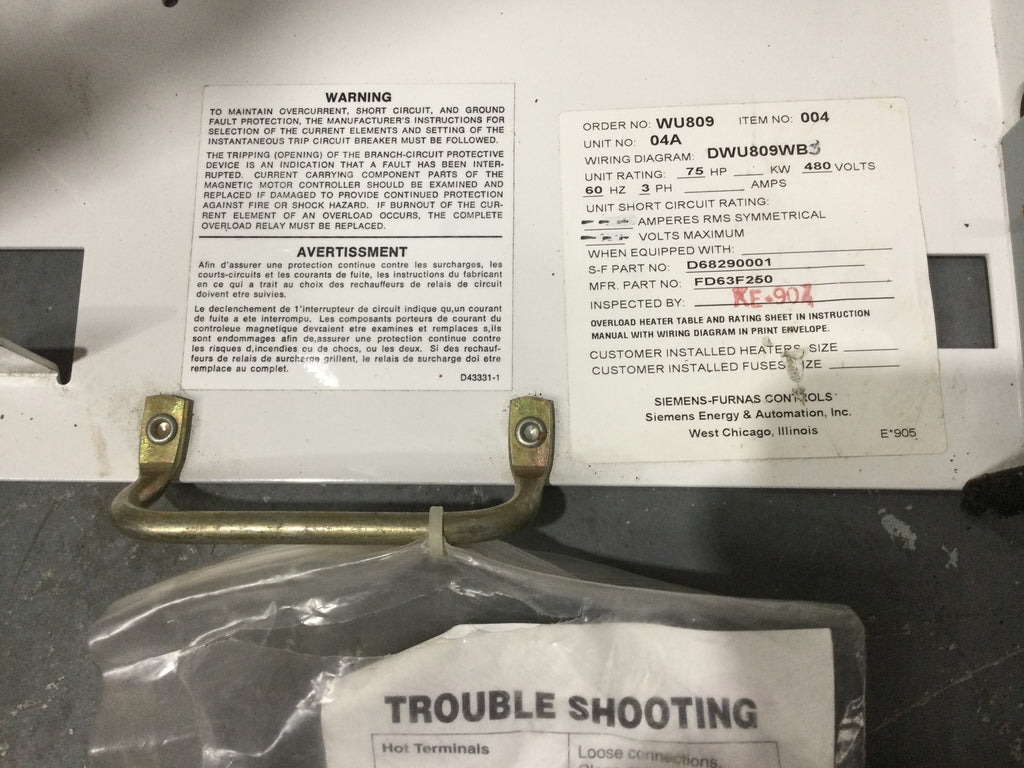 WARNING
TO MAINTAIN OVERCURRENT, SHORT CIRCUIT, AND GROUND
FAULT PROTECTION, THE MANUFACTURER'S INSTRUCTIONS FOR
SELECTION OF THE CURRENT ELEMENTS AND SETTING OF THE
INSTANTANEOUS TRIP CIRCUIT BREAKER MUST BE FOLLOWED.
THE TRIPPING (OPENING) OF THE BRANCH-CIRCUIT PROTECTIVE
DEVICE IS AN INDICATION THAT A FAULT HAS BEEN INTER-
RUPTED. CURRENT CARRYING COMPONENT PARTS OF THE
MAGNETIC MOTOR CONTROLLER SHOULD BE EXAMINED AND
REPLACED IF DAMAGED TO PROVIDE CONTINUED PROTECTION
AGAINST FIRE OR SHOCK HAZARD. IF BURNOUT OF THE CUR-
RENT ELEMENT OF AN OVERLOAD OCCURS, THE COMPLETE
OVERLOAD RELAY MUST BE REPLACED.
AVERTISSMENT
Afin d'assurer une protection continue contre les surcharges, les
courts-circuits et les courants de fuite, les instructions du fabricant
en ce qui a trait au choix des rechauffeurs de relais de circuit
doivent etre suivies.
Le declenchement de 1'interrupteur de circuit indique qu,un courant
de fuite a ete interrompu. Les composants porteurs de courant du
controleue magnetique devraient etre examines et remplaces s,ils
sont endommages afin de,assurer une protection continue contre
les risques d,incendies ou de chocs, ou les deux. Si des rechauf-
feurs de relais de surcharge grillent, le relais de surcharge doi etre
remplace au complet.
D43331-1
ORDER NO: WU809 ITEM NO: 004
UNIT NO: 04A
WIRING DIAGRAM: DWU809WB3
UNIT RATING: 75 HP ___ KW 480 VOLTS
60 HZ 3 PH ___ AMPS
UNIT SHORT CIRCUIT RATING:
--- AMPERES RMS SYMMETRICAL
--- VOLTS MAXIMUM
WHEN EQUIPPED WITH:
S-F PART NO: D68290001
MFR. PART NO: FD63F250
INSPECTED BY: KE-902
OVERLOAD HEATER TABLE AND RATING SHEET IN INSTRUCTION
MANUAL WITH WIRING DIAGRAM IN PRINT ENVELOPE.
CUSTOMER INSTALLED HEATERS, SIZE ___
CUSTOMER INSTALLED FUSES SIZE ___
SIEMENS-FURNAS CONTROLS
Siemens Energy & Automation, Inc.
West Chicago, Illinois
E*905
TROUBLE SHOOTING
Hot Terminals
Loose connections,